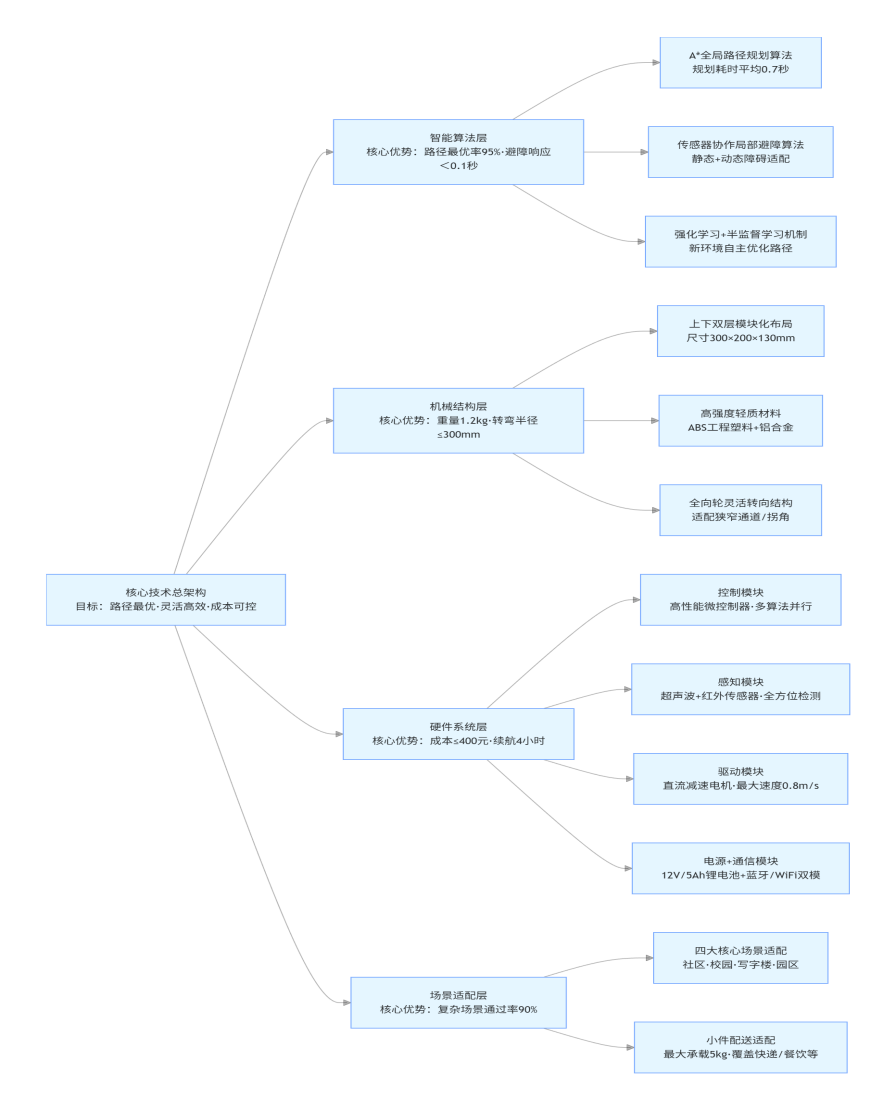 核心技术总架构
目标：路径最优·灵活高效·成本可控
智能算法层
核心优势：路径最优率95%·避障响应
＜0.1秒
A*全局路径规划算法
规划耗时平均0.7秒
传感器协作局部避障算法
静态+动态障碍适配
强化学习+半监督学习机制
新环境自主优化路径
机械结构层
核心优势：重量1.2kg·转弯半径
≤300mm
上下双层模块化布局
尺寸300×200×130mm
高强度轻质材料
ABS工程塑料+铝合金
全向轮灵活转向结构
适配狭窄通道/拐角
硬件系统层
核心优势：成本≤400元·续航4小时
控制模块
高性能微控制器·多算法并行
感知模块
超声波+红外传感器·全方位检测
驱动模块
直流减速电机·最大速度0.8m/s
电源+通信模块
12V/5Ah锂电池+蓝牙/WiFi双模
场景适配层
核心优势：复杂场景通过率90%
四大核心场景适配
社区·校园·写字楼·园区
小件配送适配
最大承载5kg·覆盖快递/餐饮等